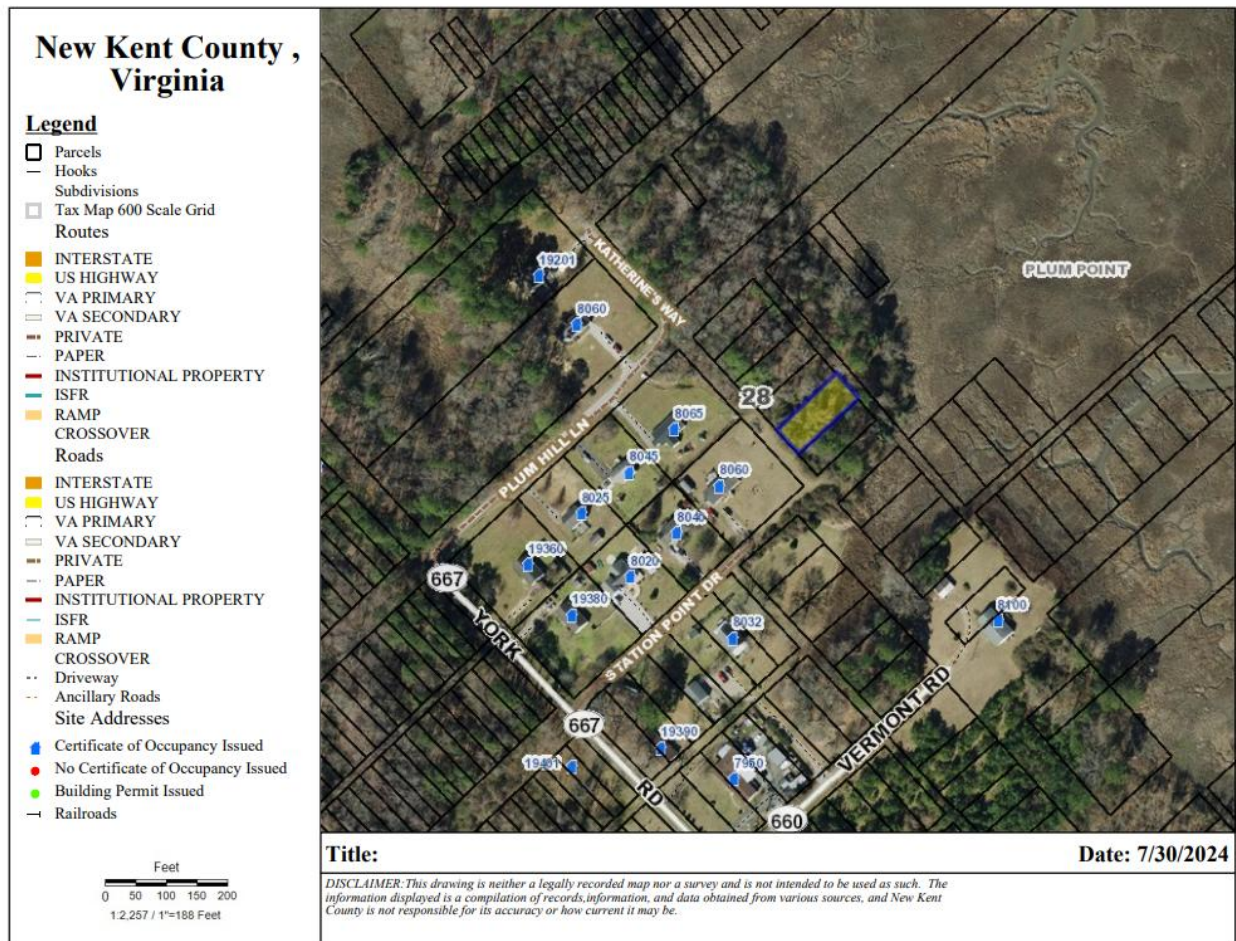 New Kent County ,
Virginia
Legend
Parcels
Hooks
Subdivisions
Tax Map 600 Scale Grid
Routes
INTERSTATE
US HIGHWAY
VA PRIMARY
VA SECONDARY
PRIVATE
PAPER
INSTITUTIONAL PROPERTY
ISFR
RAMP
CROSSOVER
Roads
INTERSTATE
US HIGHWAY
VA PRIMARY
VA SECONDARY
PRIVATE
PAPER
INSTITUTIONAL PROPERTY
ISFR
RAMP
CROSSOVER
Driveway
Ancillary Roads
Site Addresses
Certificate of Occupancy Issued
No Certificate of Occupancy Issued
Building Permit Issued
Railroads
Feet
0 50 100 150 200
1:2,257 / 1"=188 Feet
KATHERINE'S WAY
19201
PLUM POINT
8060
28
8065
8045
8060
PLUM HILL LN
8025
8040
19360
8020
667
19380
8100
STATION POINT DR
8032
YORK
VERMONT RD
667
19390
19401
7950
RD
660
Title:
Date: 7/30/2024
DISCLAIMER:This drawing is neither a legally recorded map nor a survey and is not intended to be used as such. The
information displayed is a compilation of records,information, and data obtained from various sources, and New Kent
County is not responsible for its accuracy or how current it may be.